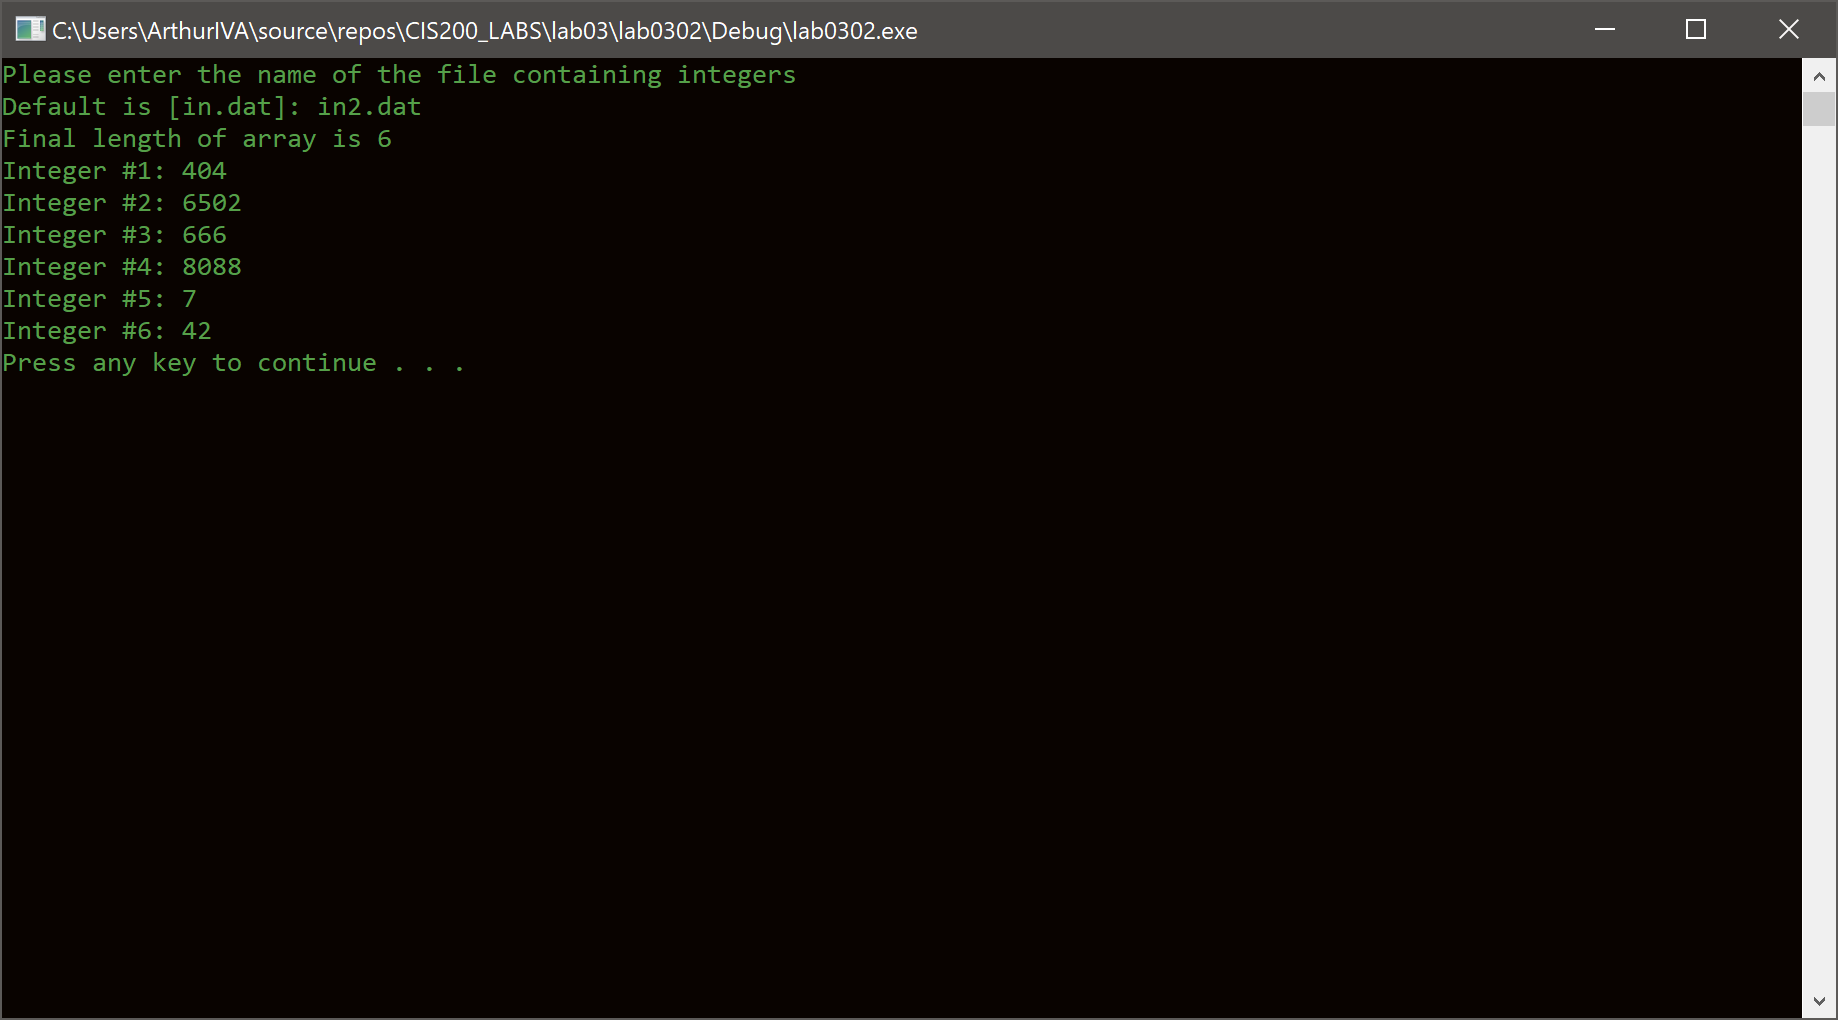 C:\Users\ArthurIVA\source\repos\CIS200_LABS\lab03\lab0302\Debug\lab0302.exe
Please enter the name of the file containing integers
Default is [in.dat]: in2.dat
Final length of array is 6
Integer #1: 404
Integer #2: 6502
Integer #3: 666
Integer #4: 8088
Integer #5: 7
Integer #6: 42
Press any key to continue . . .